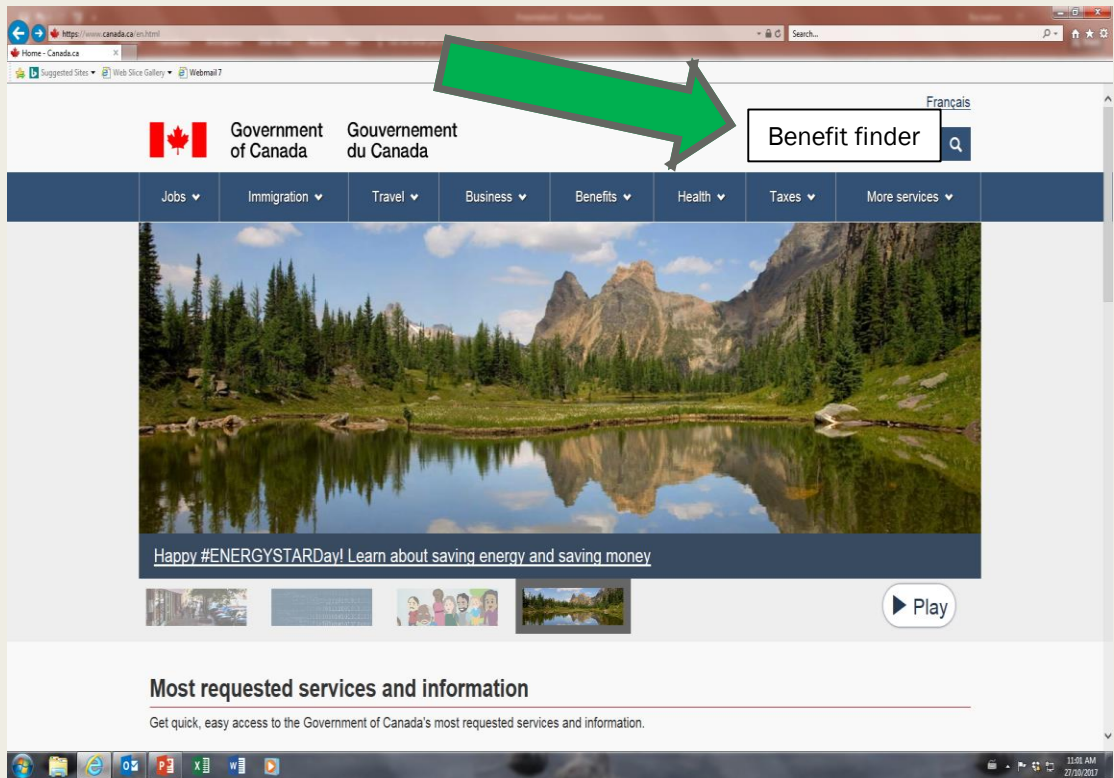 https://www.canada.ca/en.html
Search...
Home - Canada.ca
Suggested Sites
Web Slice Gallery
Webmail 7
Français
Government of Canada
Gouvernement du Canada
Benefit finder
Jobs
Immigration
Travel
Business
Benefits
Health
Taxes
More services
Happy #ENERGYSTARDay! Learn about saving energy and saving money
Play
Most requested services and information
Get quick, easy access to the Government of Canada's most requested services and information.
11:01 AM
27/10/2017